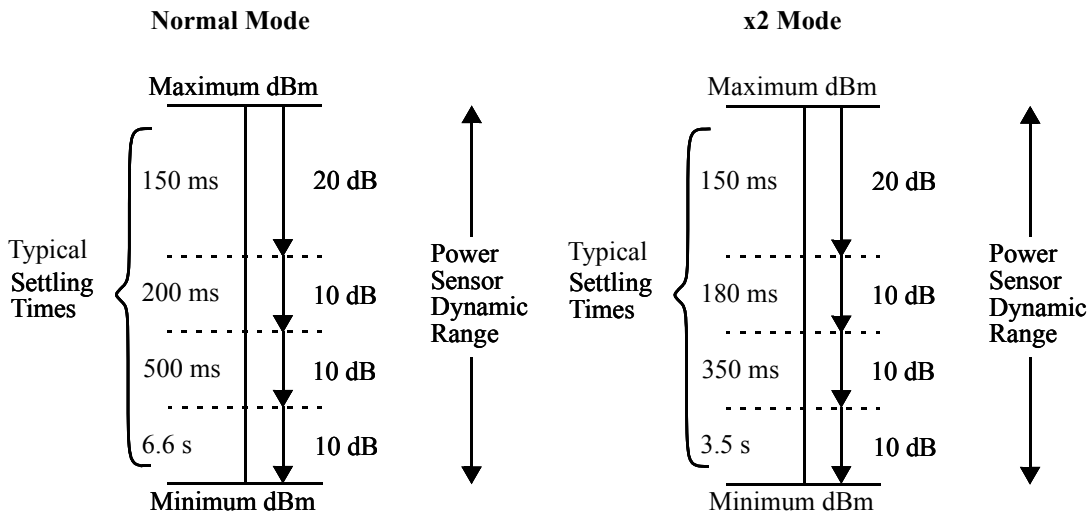 Normal Mode
Maximum dBm
150 ms
20 dB
Typical
Settling
Times
200 ms
10 dB
500 ms
10 dB
6.6 s
10 dB
Minimum dBm
Power
Sensor
Dynamic
Range
x2 Mode
Maximum dBm
150 ms
20 dB
Typical
Settling
Times
180 ms
10 dB
350 ms
10 dB
3.5 s
10 dB
Minimum dBm
Power
Sensor
Dynamic
Range